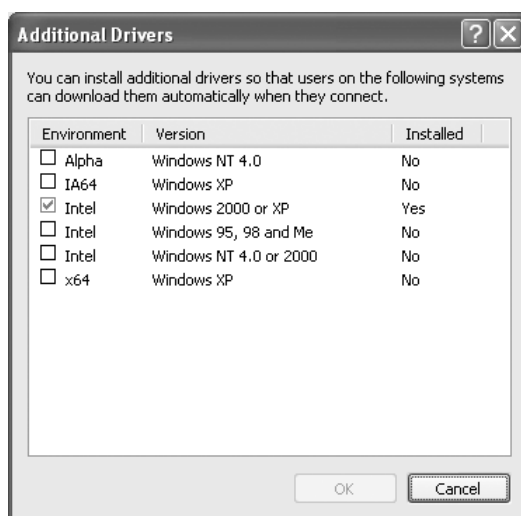 Additional Drivers
You can install additional drivers so that users on the following systems
can download them automatically when they connect.
Environment Version Installed
Alpha Windows NT 4.0 No
IA64 Windows XP No
Intel Windows 2000 or XP Yes
Intel Windows 95, 98 and Me No
Intel Windows NT 4.0 or 2000 No
x64 Windows XP No
OK Cancel